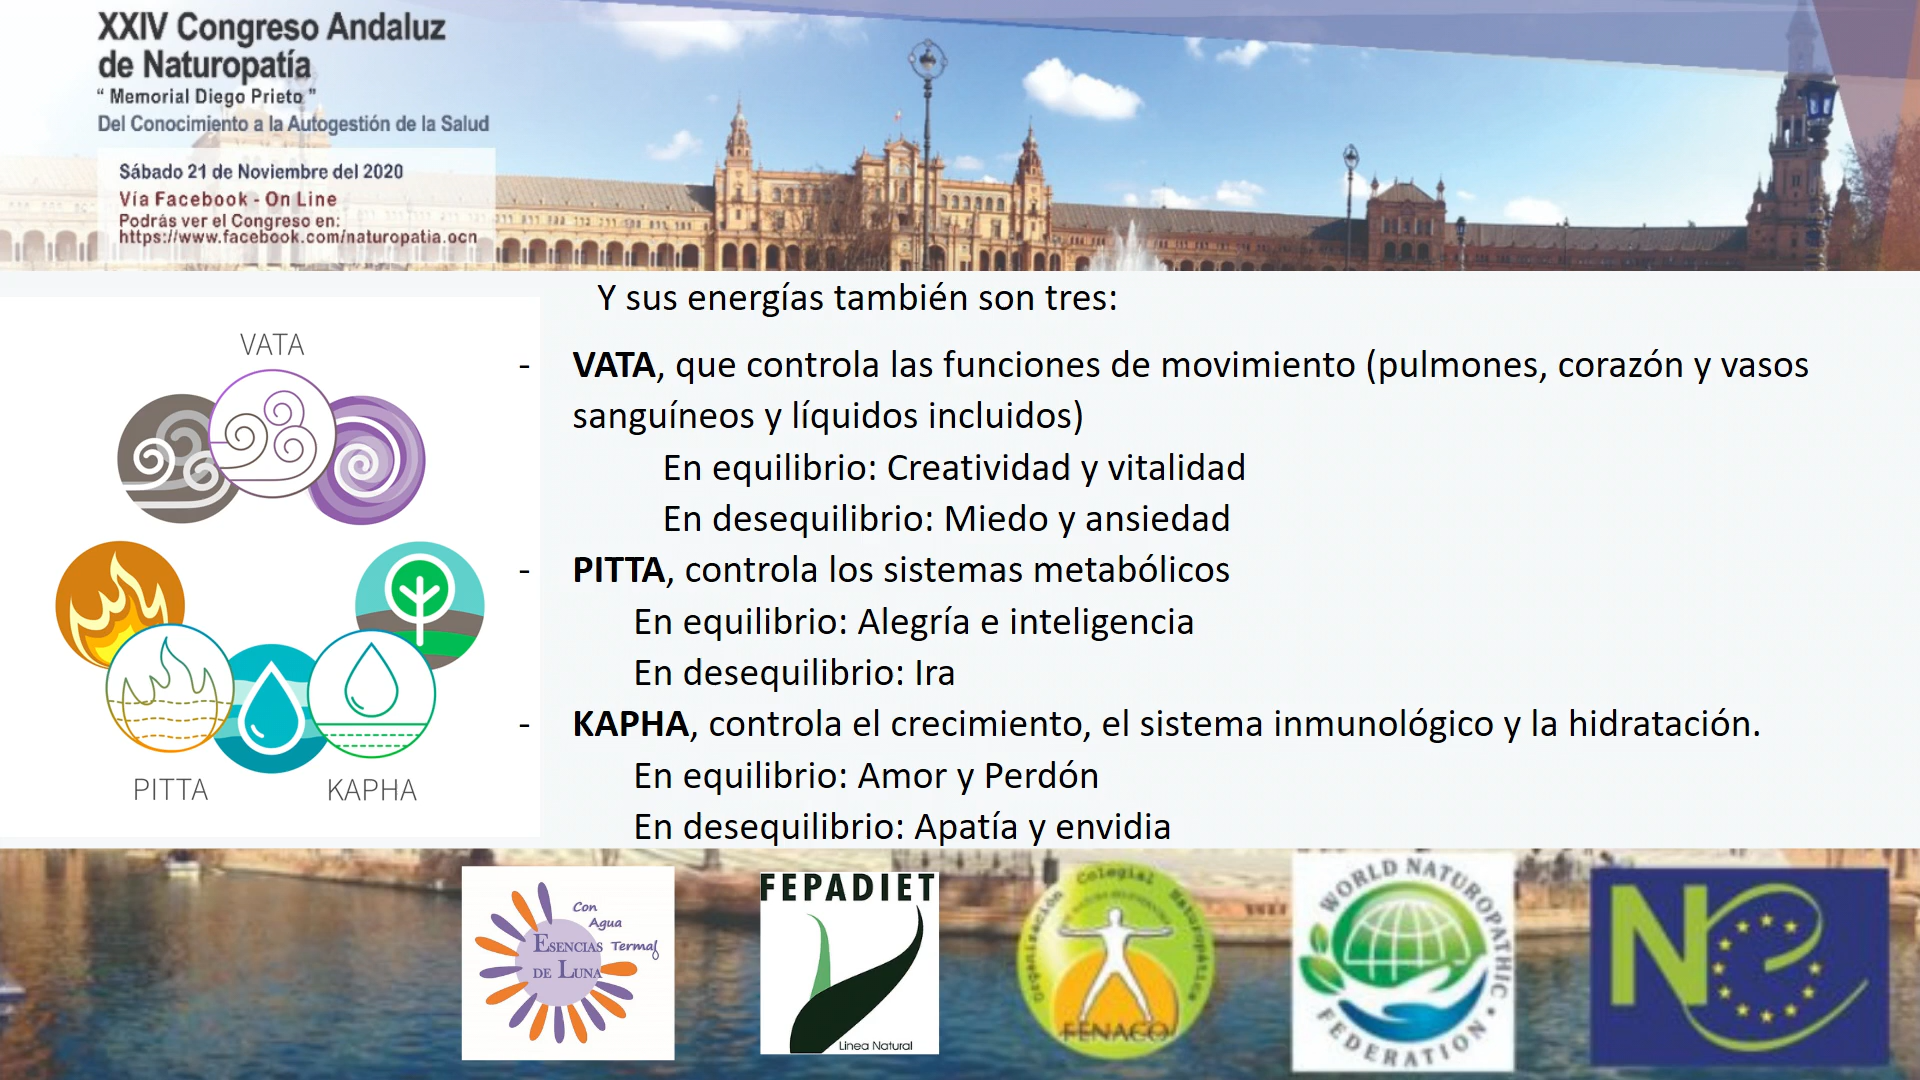 XXIV Congreso Andaluz
de Naturopatía
“ Memorial Diego Prieto ”
Del Conocimiento a la Autogestión de la Salud
Sábado 21 de Noviembre del 2020
Vía Facebook - On Line
Podrás ver el Congreso en:
https://www.facebook.com/naturopatia.ocn
Y sus energías también son tres:
- VATA, que controla las funciones de movimiento (pulmones, corazón y vasos
sanguíneos y líquidos incluidos)
En equilibrio: Creatividad y vitalidad
En desequilibrio: Miedo y ansiedad
- PITTA, controla los sistemas metabólicos
En equilibrio: Alegría e inteligencia
En desequilibrio: Ira
- KAPHA, controla el crecimiento, el sistema inmunológico y la hidratación.
En equilibrio: Amor y Perdón
En desequilibrio: Apatía y envidia
VATA
PITTA
KAPHA
Con
Agua
Termal
ESENCIAS
DE LUNA
FEPADIET
Linea Natural
Organización Colegial Naturopática
FENACO
WORLD NATUROPATHIC
FEDERATION
Ne